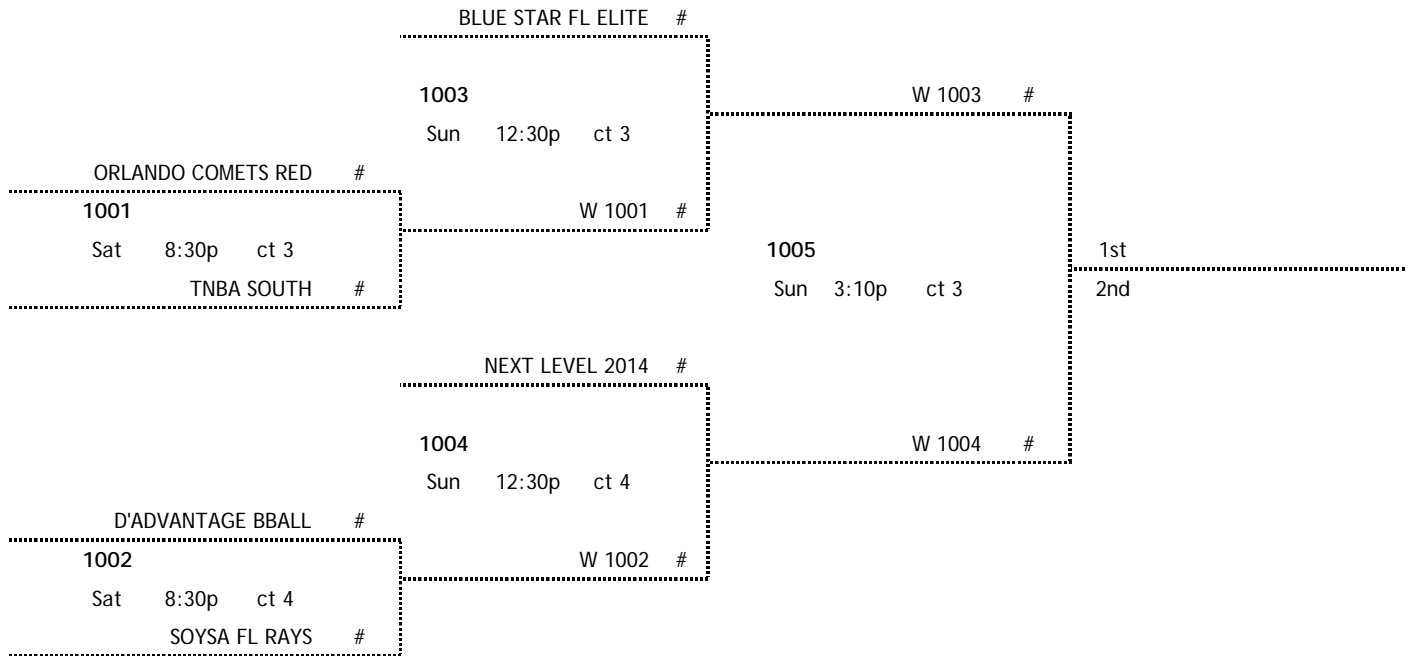 BLUE STAR FL ELITE #
1003 W 1003 #
Sun 12:30p ct 3
ORLANDO COMETS RED #
1001 W 1001 #
Sat 8:30p ct 3 1005 1st
TNBA SOUTH # Sun 3:10p ct 3 2nd
NEXT LEVEL 2014 #
1004 W 1004 #
Sun 12:30p ct 4
D'ADVANTAGE BBALL #
1002 W 1002 #
Sat 8:30p ct 4
SOYSA FL RAYS #